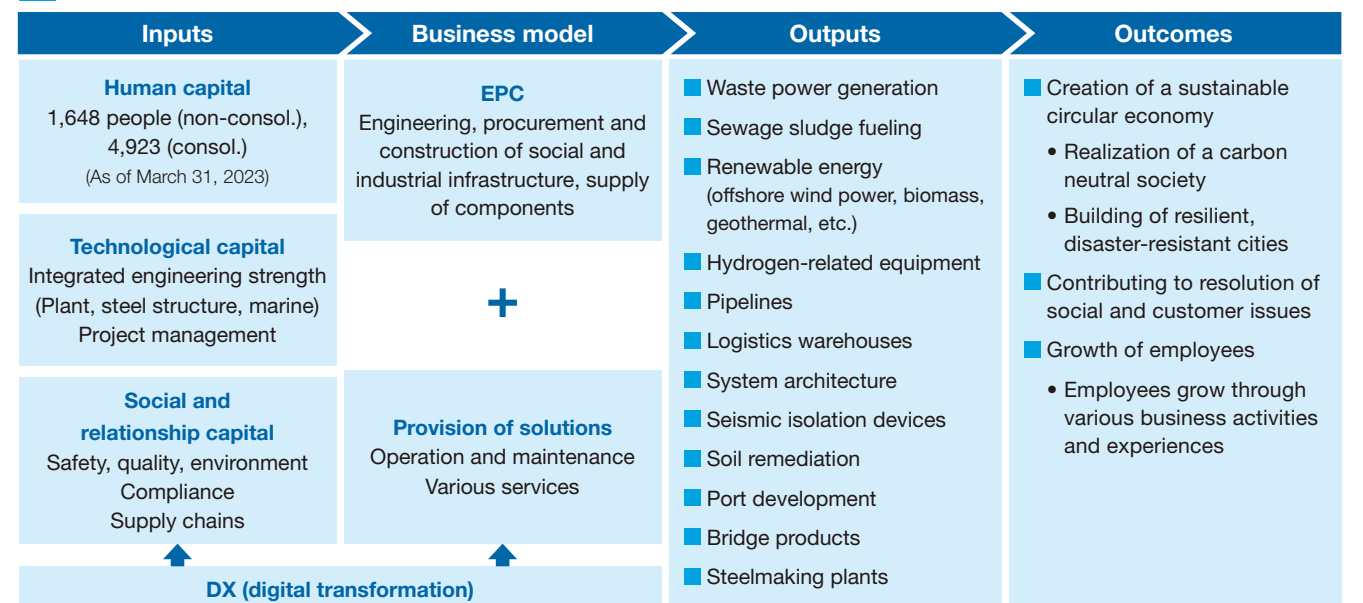 Inputs
Business model
Outputs
Outcomes
Human capital
1,648 people (non-consol.),
4,923 (consol.)
(As of March 31, 2023)
Technological capital
Integrated engineering strength
(Plant, steel structure, marine)
Project management
Social and
relationship capital
Safety, quality, environment
Compliance
Supply chains
EPC
Engineering, procurement and
construction of social and
industrial infrastructure, supply
of components
+
Provision of solutions
Operation and maintenance
Various services
DX (digital transformation)
Waste power generation
Sewage sludge fueling
Renewable energy
(offshore wind power, biomass,
geothermal, etc.)
Hydrogen-related equipment
Pipelines
Logistics warehouses
System architecture
Seismic isolation devices
Soil remediation
Port development
Bridge products
Steelmaking plants
Creation of a sustainable
circular economy
• Realization of a carbon
neutral society
• Building of resilient,
disaster-resistant cities
Contributing to resolution of
social and customer issues
Growth of employees
• Employees grow through
various business activities
and experiences